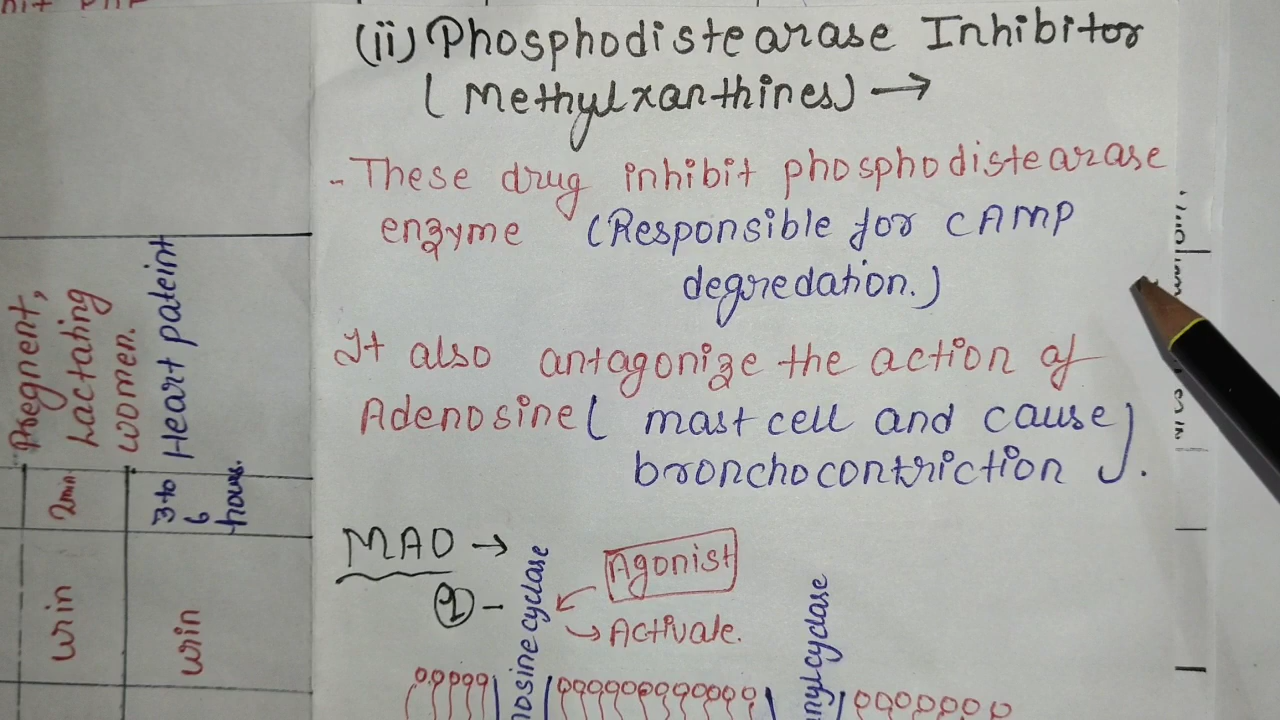 (ii) Phosphodistearase Inhibitor
(Methylxanthines) →
- These drug inhibit phosphodistearase
enzyme (Responsible for cAMP
degredation.)
It also antagonize the action of
Adenosine ( mast cell and cause
bronchocontriction ).
MAO →
Agonist
→ Activate.
Pregnent,
Lactating
women.
Heart pateint
2min
3 to
6
hours.
win
win